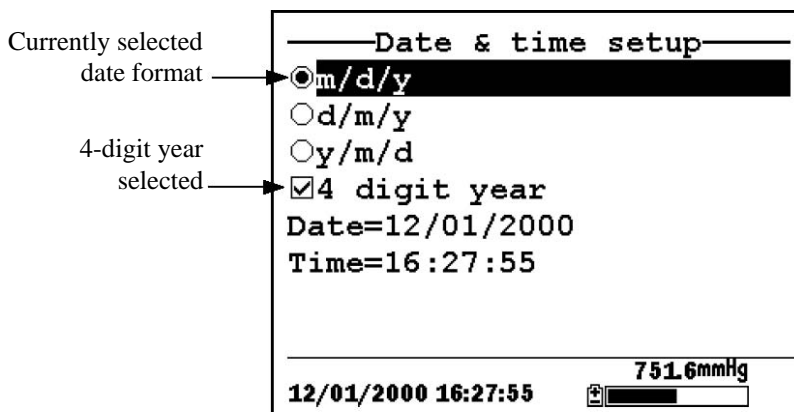 Currently selected
date format
4-digit year
selected
Date & time setup
m/d/y
d/m/y
y/m/d
4 digit year
Date=12/01/2000
Time=16:27:55
751.6mmHg
12/01/2000 16:27:55